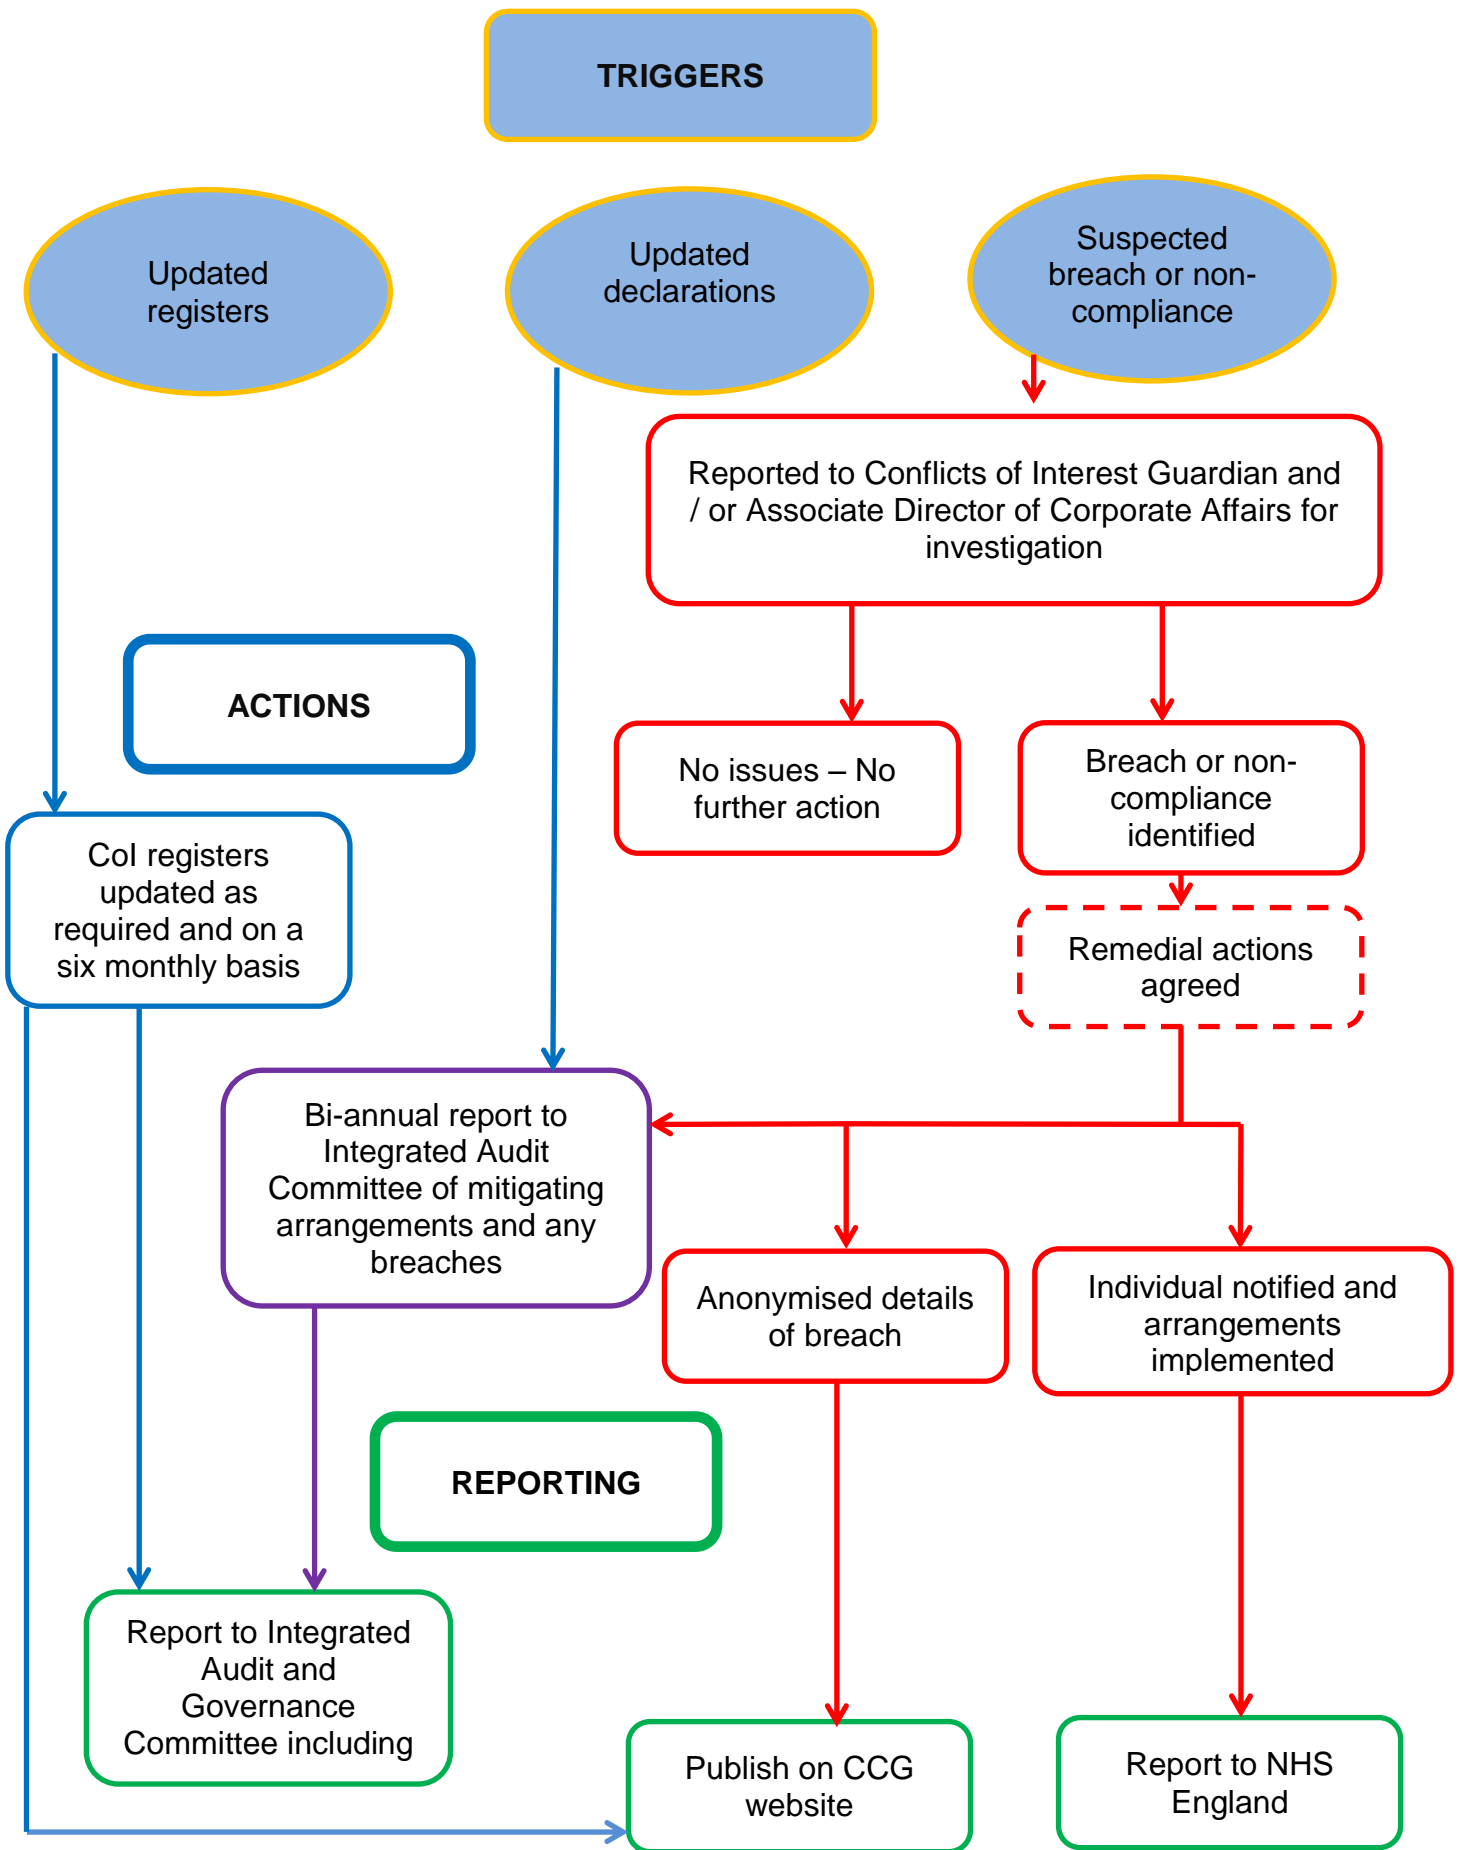 TRIGGERS
Updated
registers
Updated
declarations
Suspected
breach or non-
compliance
Reported to Conflicts of Interest Guardian and
/ or Associate Director of Corporate Affairs for
investigation
ACTIONS
No issues – No
further action
Breach or non-
compliance
identified
CoI registers
updated as
required and on a
six monthly basis
Remedial actions
agreed
Bi-annual report to
Integrated Audit
Committee of mitigating
arrangements and any
breaches
Anonymised details
of breach
Individual notified and
arrangements
implemented
REPORTING
Report to Integrated
Audit and
Governance
Committee including
Publish on CCG
website
Report to NHS
England